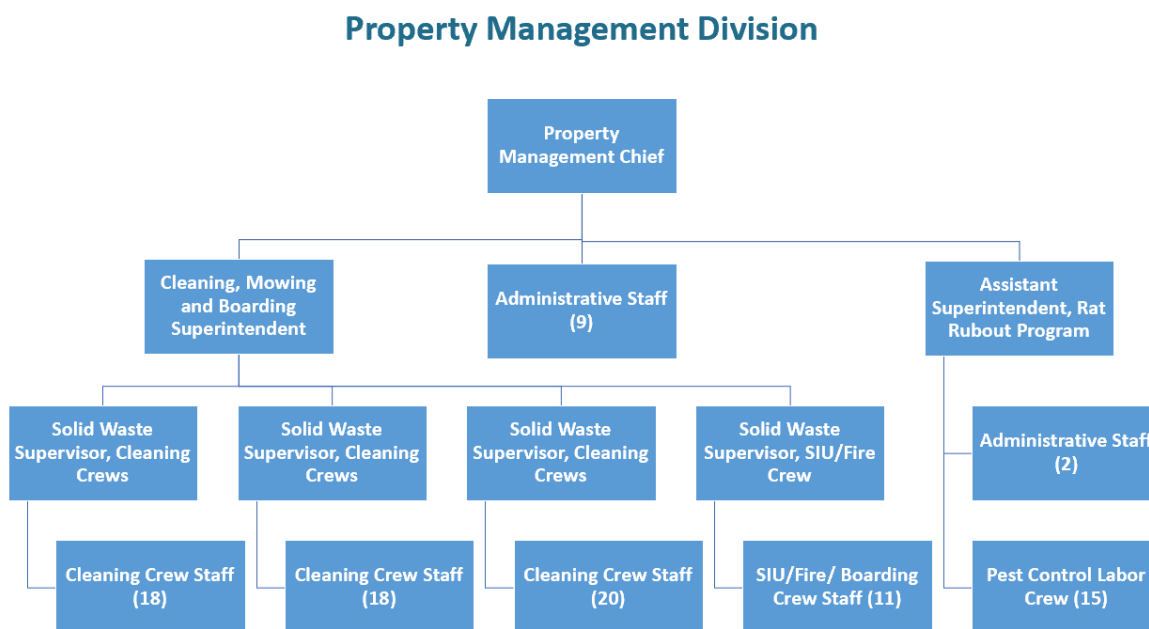 Property Management Division
Property
Management Chief
Cleaning, Mowing
and Boarding
Superintendent
Administrative Staff
(9)
Assistant
Superintendent, Rat
Rubout Program
Solid Waste
Supervisor, Cleaning
Crews
Solid Waste
Supervisor, Cleaning
Crews
Solid Waste
Supervisor, Cleaning
Crews
Solid Waste
Supervisor, SIU/Fire
Crew
Administrative Staff
(2)
Cleaning Crew Staff
(18)
Cleaning Crew Staff
(18)
Cleaning Crew Staff
(20)
SIU/Fire/ Boarding
Crew Staff (11)
Pest Control Labor
Crew (15)